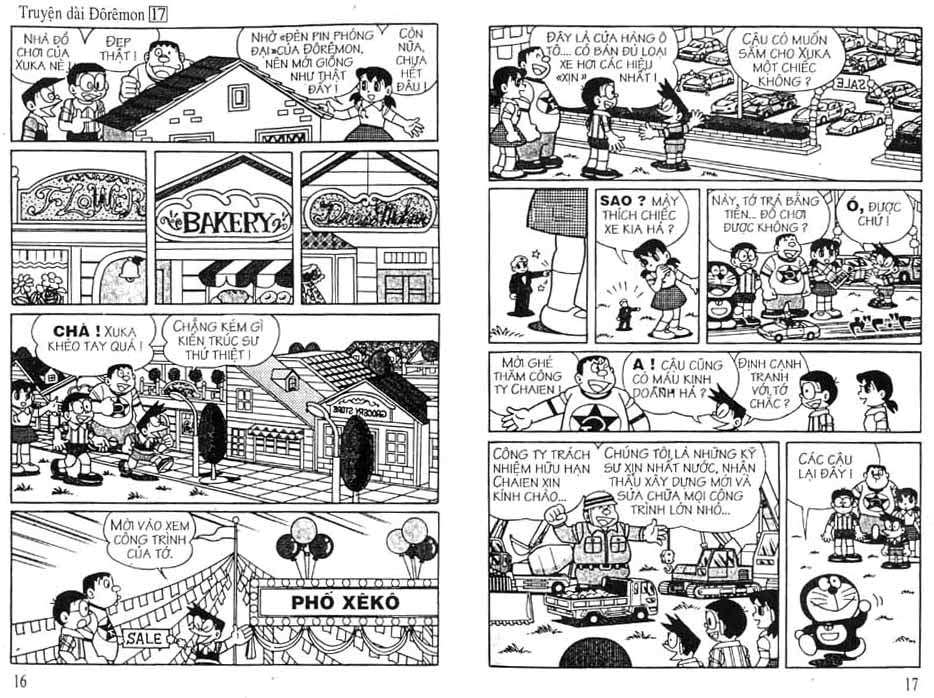 Truyện dài Đôrêmon 17
NHÀ ĐỒ
CHƠI CỦA
XUKA NÈ !
ĐẸP
THẬT !
NHỜ «ĐÈN PIN PHÓNG
ĐẠI» CỦA ĐÔRÊMON,
NÊN MỚI GIỐNG
NHƯ THẬT
ĐẤY !
CÒN
NỮA,
CHƯA
HẾT
ĐÂU !
FLOWER
BAKERY
CHÀ ! XUKA
KHÉO TAY QUÁ !
CHẲNG KÉM GÌ
KIẾN TRÚC SƯ
THỨ THIỆT !
GROCERY STORE
MỜI VÀO XEM
CÔNG TRÌNH
CỦA TỚ.
SALE
PHỐ XÊKÔ
16
ĐÂY LÀ CỬA HÀNG Ô
TÔ.... CÓ BÁN ĐỦ LOẠI
XE HƠI CÁC HIỆU
«XỊN» NHẤT !
CẬU CÓ MUỐN
SẮM CHO XUKA
MỘT CHIẾC
KHÔNG ?
SALE
SAO ? MÀY
THÍCH CHIẾC
XE KIA HẢ ?
NÀY, TỚ TRẢ BẰNG
TIỀN... ĐỒ CHƠI
ĐƯỢC KHÔNG ?
Ồ, ĐƯỢC
CHỨ !
MỜI GHÉ
THĂM CÔNG
TY CHAIEN !
A ! CẬU CŨNG
CÓ MÁU KINH
DOANH HẢ ?
ĐỊNH CẠNH
TRANH
VỚI TỚ
CHẮC ?
CÔNG TY TRÁCH
NHIỆM HỮU HẠN
CHAIEN XIN
KÍNH CHÀO...
CHÚNG TÔI LÀ NHỮNG KỸ
SƯ XỊN NHẤT NƯỚC, NHẬN
THẦU XÂY DỰNG MỚI VÀ
SỬA CHỮA MỌI CÔNG
TRÌNH LỚN NHỎ...
CÁC CẬU
LẠI ĐÂY !
17